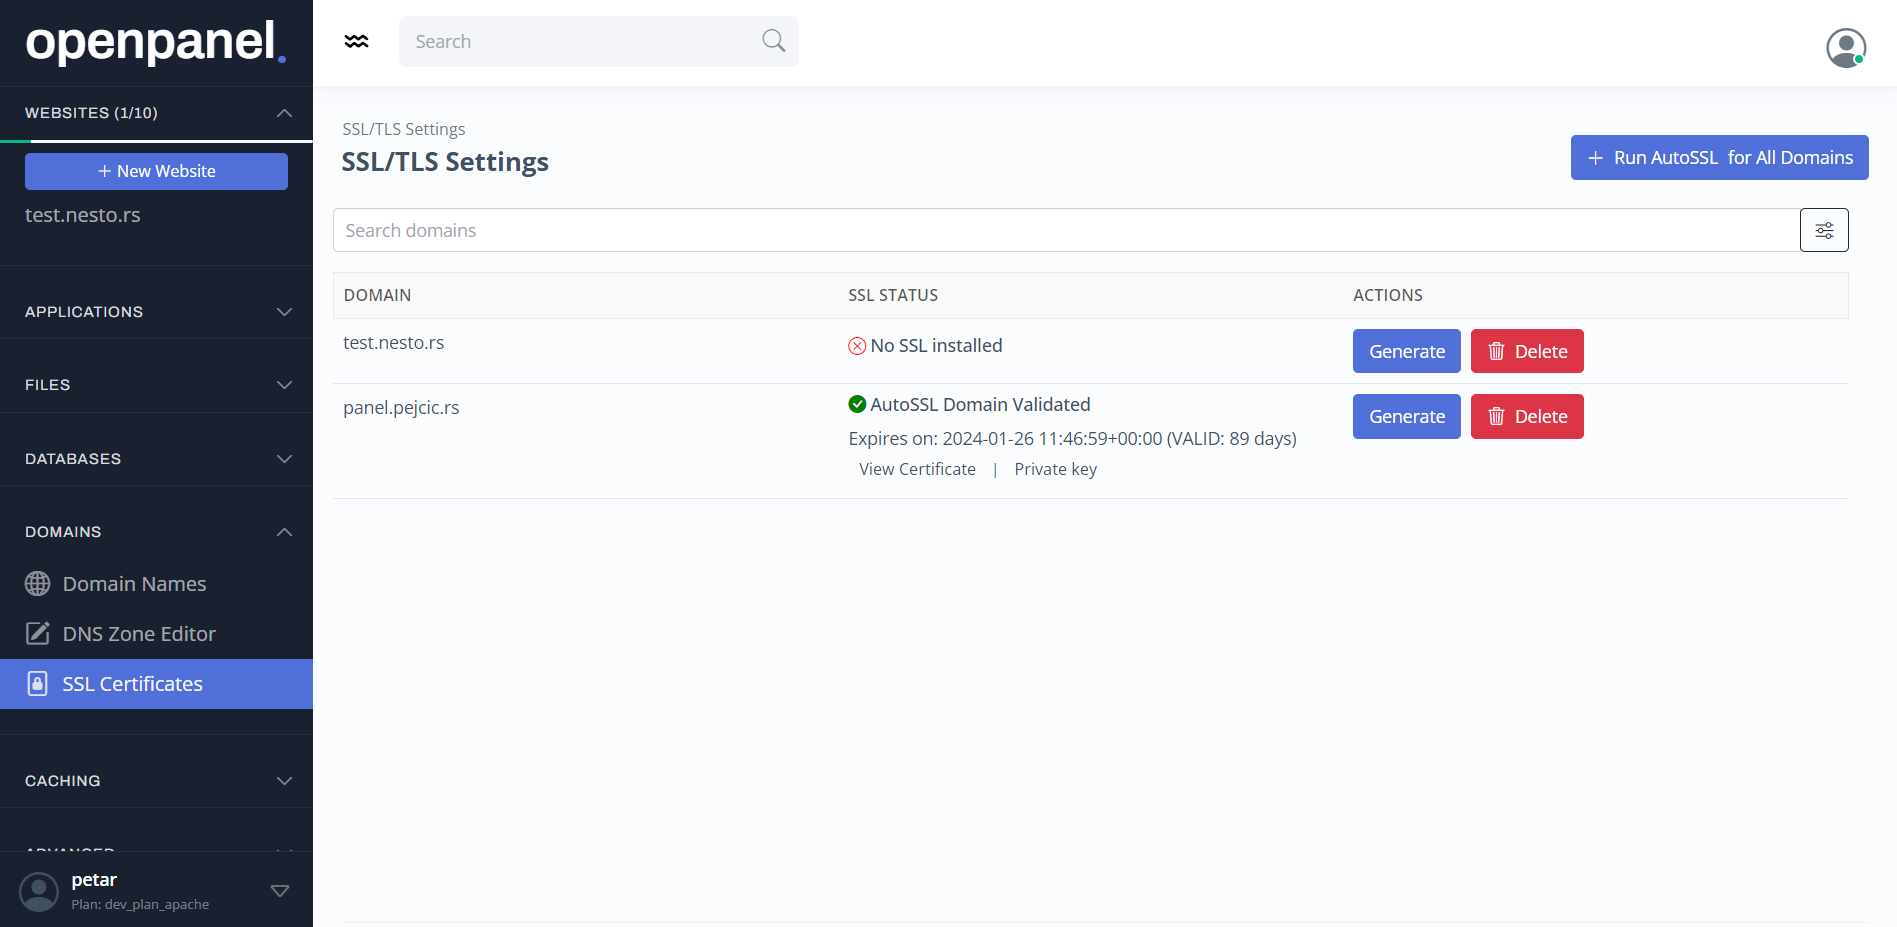 openpanel.
WEBSITES (1/10)
+ New Website
test.nesto.rs
APPLICATIONS
FILES
DATABASES
DOMAINS
Domain Names
DNS Zone Editor
SSL Certificates
CACHING
ADVANCED
petar
Plan: dev_plan_apache
Search
SSL/TLS Settings
SSL/TLS Settings
+ Run AutoSSL for All Domains
Search domains
DOMAIN SSL STATUS ACTIONS
test.nesto.rs No SSL installed Generate Delete
panel.pejcic.rs AutoSSL Domain Validated Generate Delete
Expires on: 2024-01-26 11:46:59+00:00 (VALID: 89 days)
View Certificate | Private key